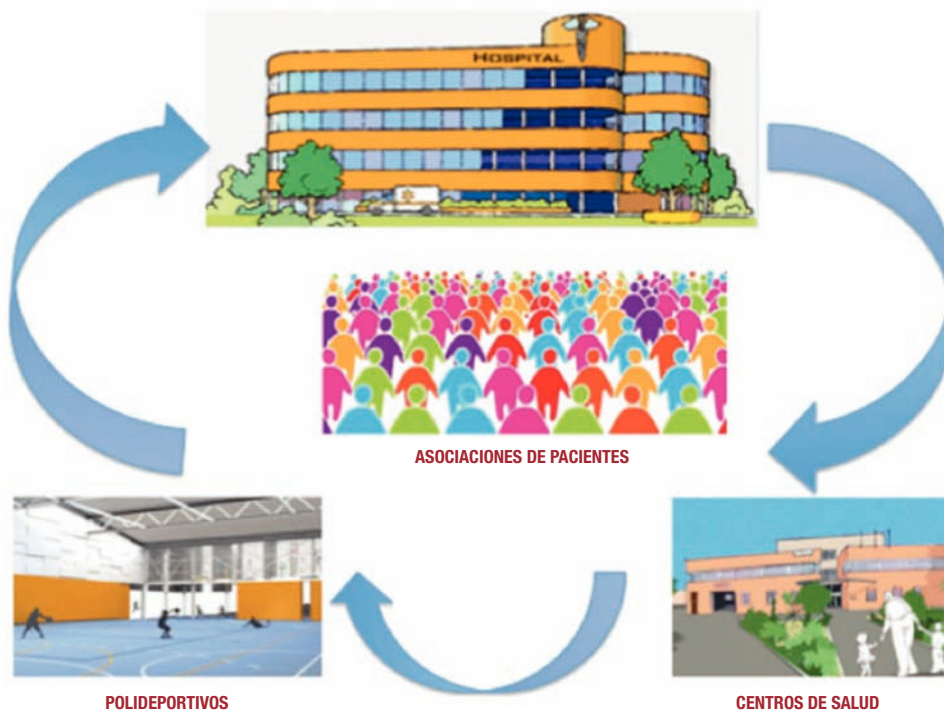 HOSPITAL
ASOCIACIONES DE PACIENTES
POLIDEPORTIVOS
CENTROS DE SALUD